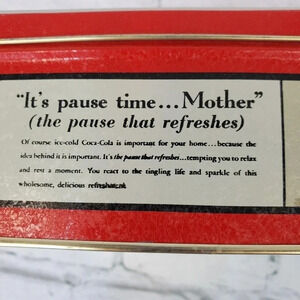 "It's pause time...Mother"
(the pause that refreshes)
Of course ice-cold Coca-Cola is important for your home...because the
idea behind it is important. It's the pause that refreshes...tempting you to relax
and rest a moment. You react to the tingling life and sparkle of this
wholesome, delicious refreshment.